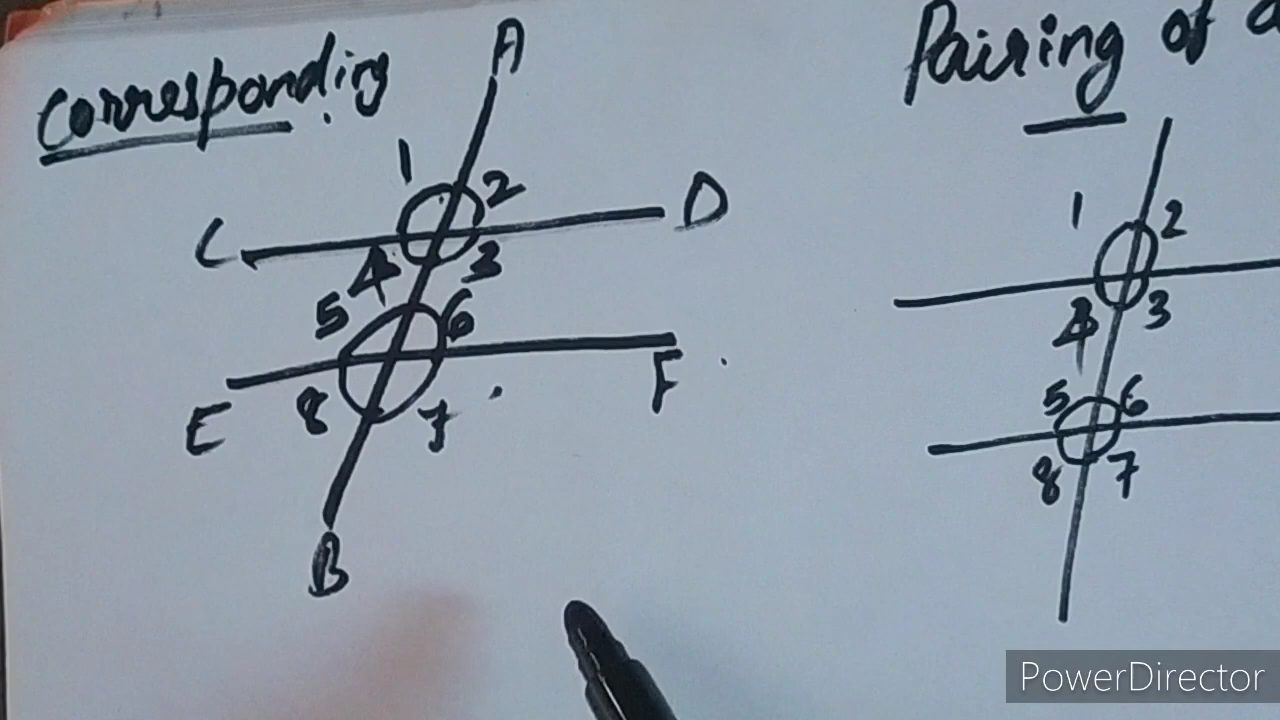 Corresponding
A
1 2
C D
4 3
5 6
E F
8 7
B
Pairing of
1 2
4 3
5 6
8 7
PowerDirector